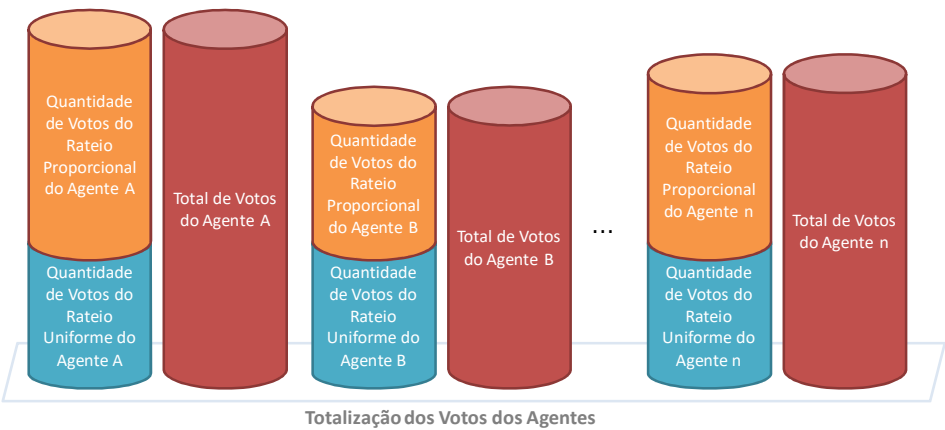 Quantidade
de Votos do
Rateio
Proporcional
do Agente A
Quantidade
de Votos do
Rateio
Uniforme do
Agente A
Total de Votos
do Agente A
Quantidade
de Votos do
Rateio
Proporcional
do Agente B
Quantidade
de Votos do
Rateio
Uniforme do
Agente B
Total de Votos
do Agente B
...
Quantidade
de Votos do
Rateio
Proporcional
do Agente n
Quantidade
de Votos do
Rateio
Uniforme do
Agente n
Total de Votos
do Agente n
Totalização dos Votos dos Agentes